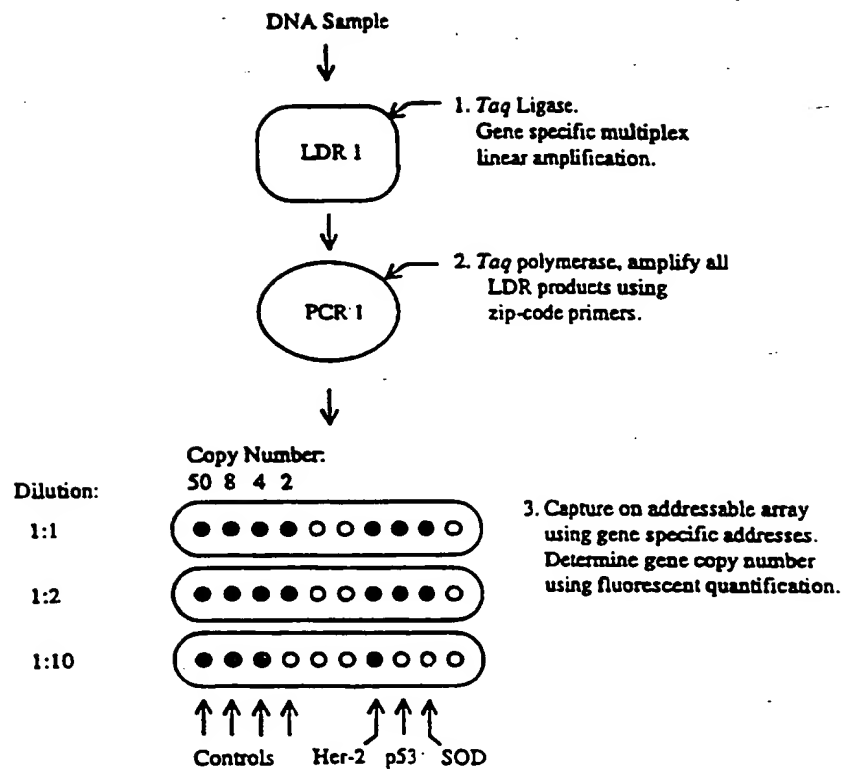 DNA Sample
LDR 1
1. Taq Ligase.
Gene specific multiplex
linear amplification.
PCR 1
2. Taq polymerase, amplify all
LDR products using
zip-code primers.
Copy Number:
50 8 4 2
Dilution:
1:1
1:2
1:10
3. Capture on addressable array
using gene specific addresses.
Determine gene copy number
using fluorescent quantification.
Controls Her-2 p53 SOD